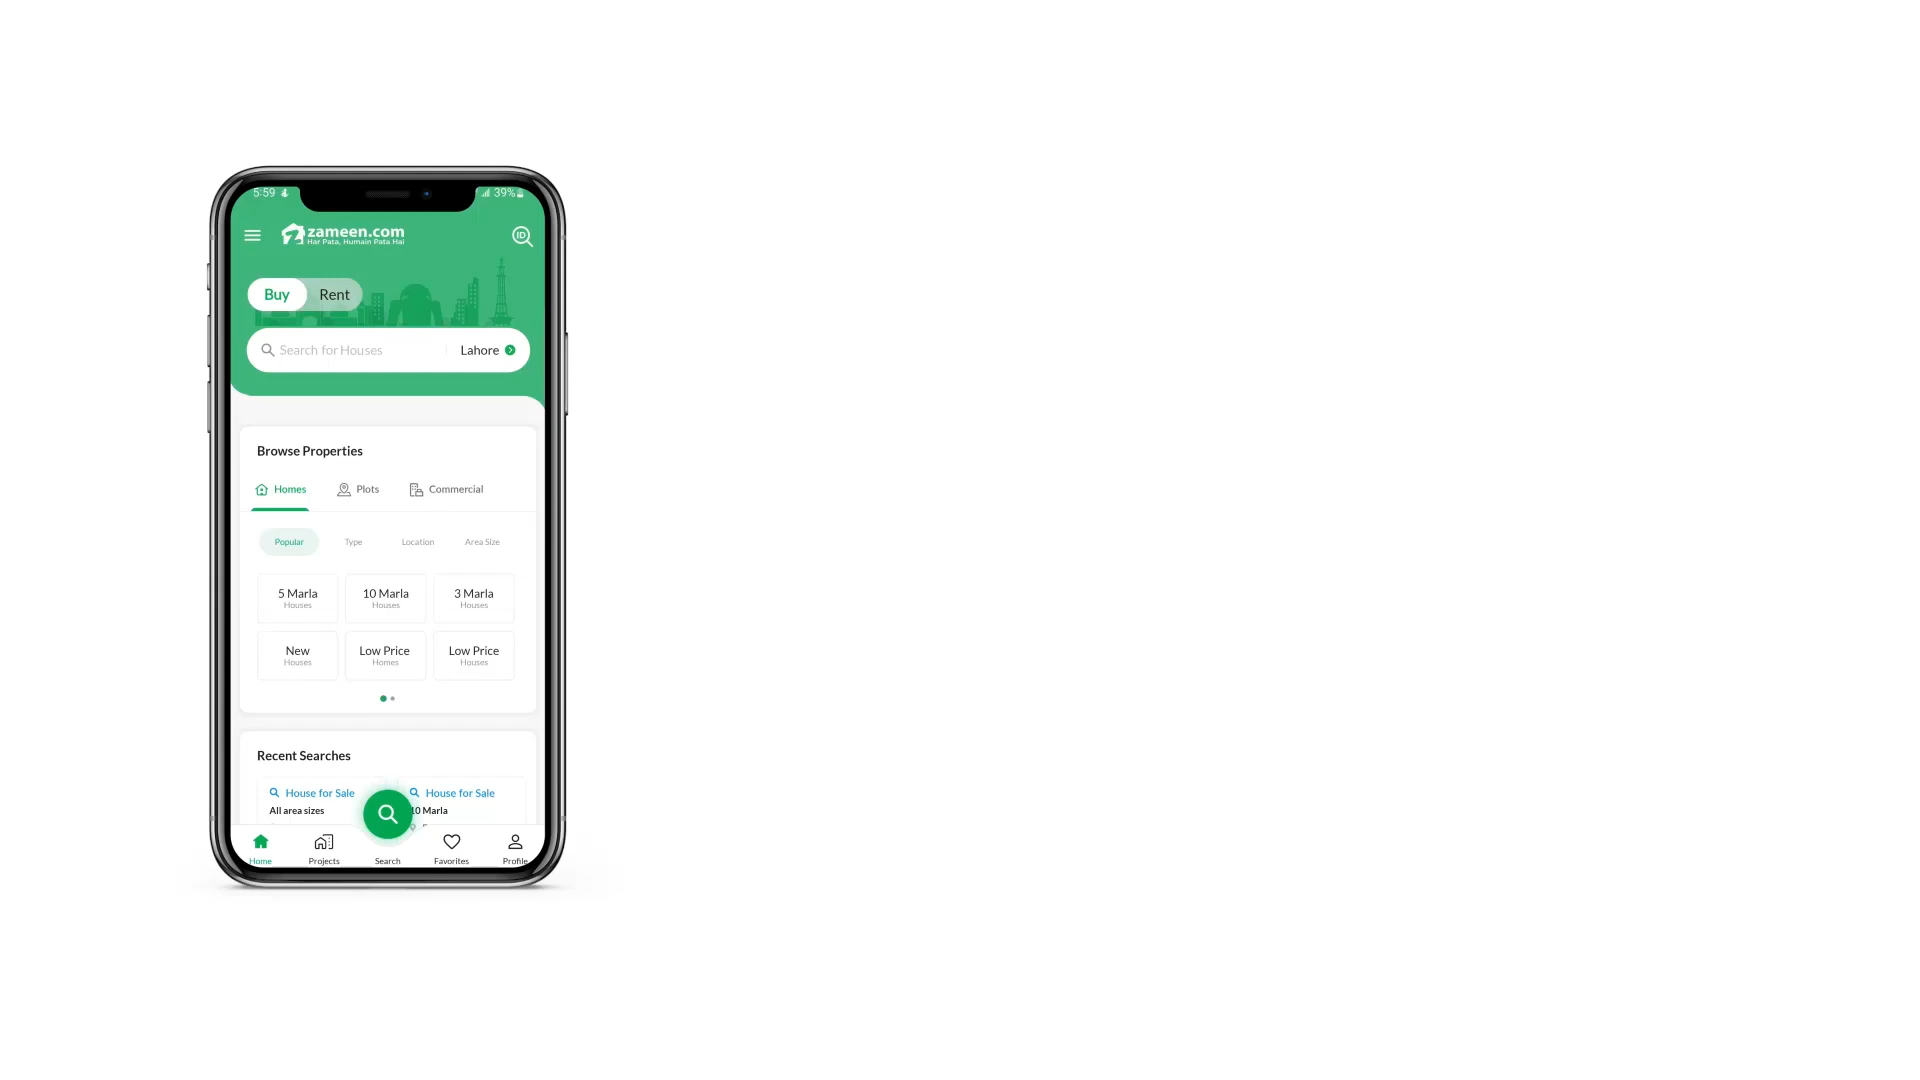 5:59 39%
zameen.com
Har Pata, Humain Pata Hai
ID
Buy Rent
Search for Houses Lahore
Browse Properties
Homes Plots Commercial
Popular Type Location Area Size
5 Marla 10 Marla 3 Marla
Houses Houses Houses
New Low Price Low Price
Houses Homes Houses
Recent Searches
House for Sale House for Sale
All area sizes 10 Marla
Home Projects Search Favorites Profile